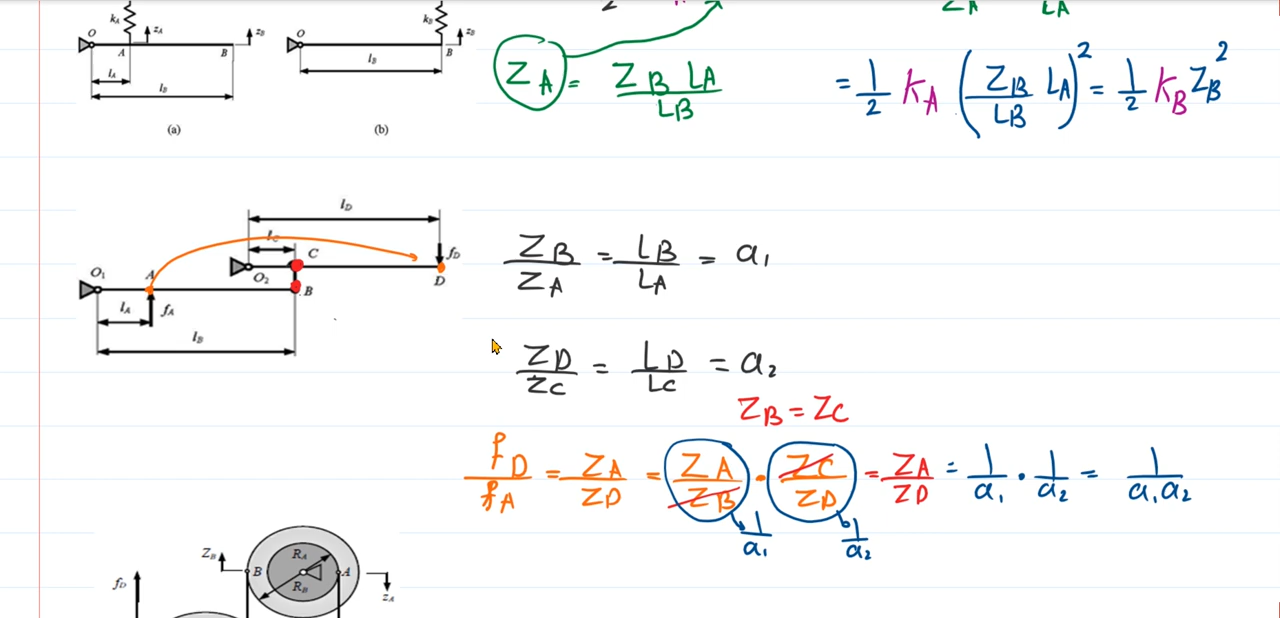 k_A z_A z_B
O A B
l_A
l_B
(a)
k_B z_B
O B
l_B
(b)
Z_A = Z_B L_A / L_B
= 1/2 K_A (Z_B/L_B L_A)^2 = 1/2 K_B Z_B^2
Z_A L_A
l_D
l_C C f_D
O_1 A O_2 D
B
l_A f_A
l_B
Z_B/Z_A = L_B/L_A = a_1
Z_D/Z_C = L_D/L_C = a_2
Z_B = Z_C
f_D/f_A = Z_A/Z_D = Z_A/Z_B · Z_C/Z_D = Z_A/Z_D = 1/a_1 · 1/a_2 = 1/a_1a_2
1/a_1 1/a_2
Z_B B R_A A
R_B z_A
f_D